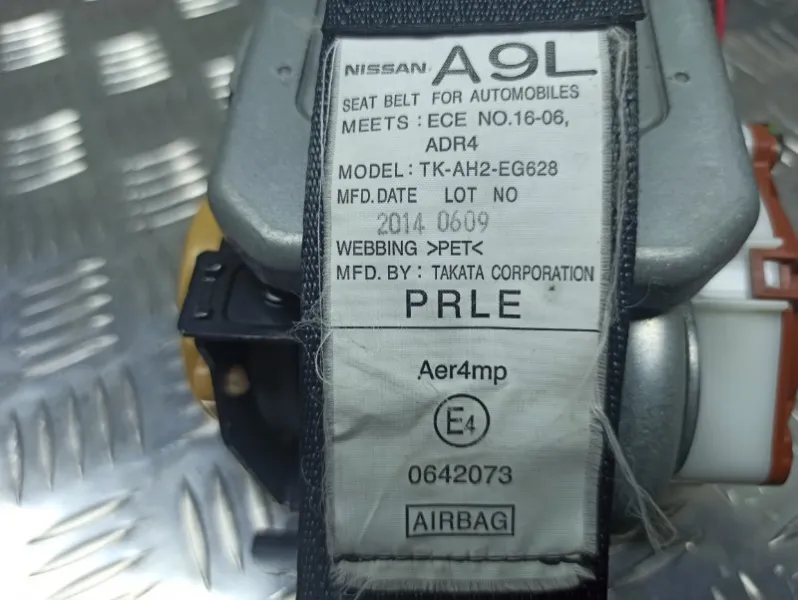 NISSAN A9L
SEAT BELT FOR AUTOMOBILES
MEETS : ECE NO.16-06,
ADR4
MODEL: TK-AH2-EG628
MFD.DATE LOT NO
2014 0609
WEBBING >PET<
MFD. BY: TAKATA CORPORATION
PRLE
Aer4mp
E4
0642073
AIRBAG